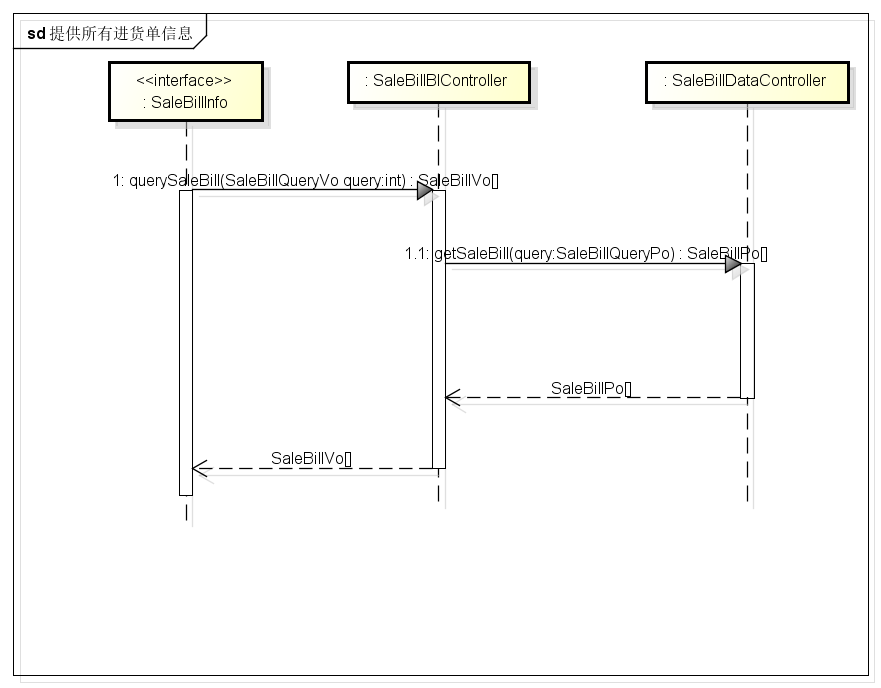 sd 提供所有进货单信息
<<interface>>
: SaleBillInfo
: SaleBillBlController
: SaleBillDataController
1: querySaleBill(SaleBillQueryVo query:int) : SaleBillVo[]
1.1: getSaleBill(query:SaleBillQueryPo) : SaleBillPo[]
SaleBillPo[]
SaleBillVo[]